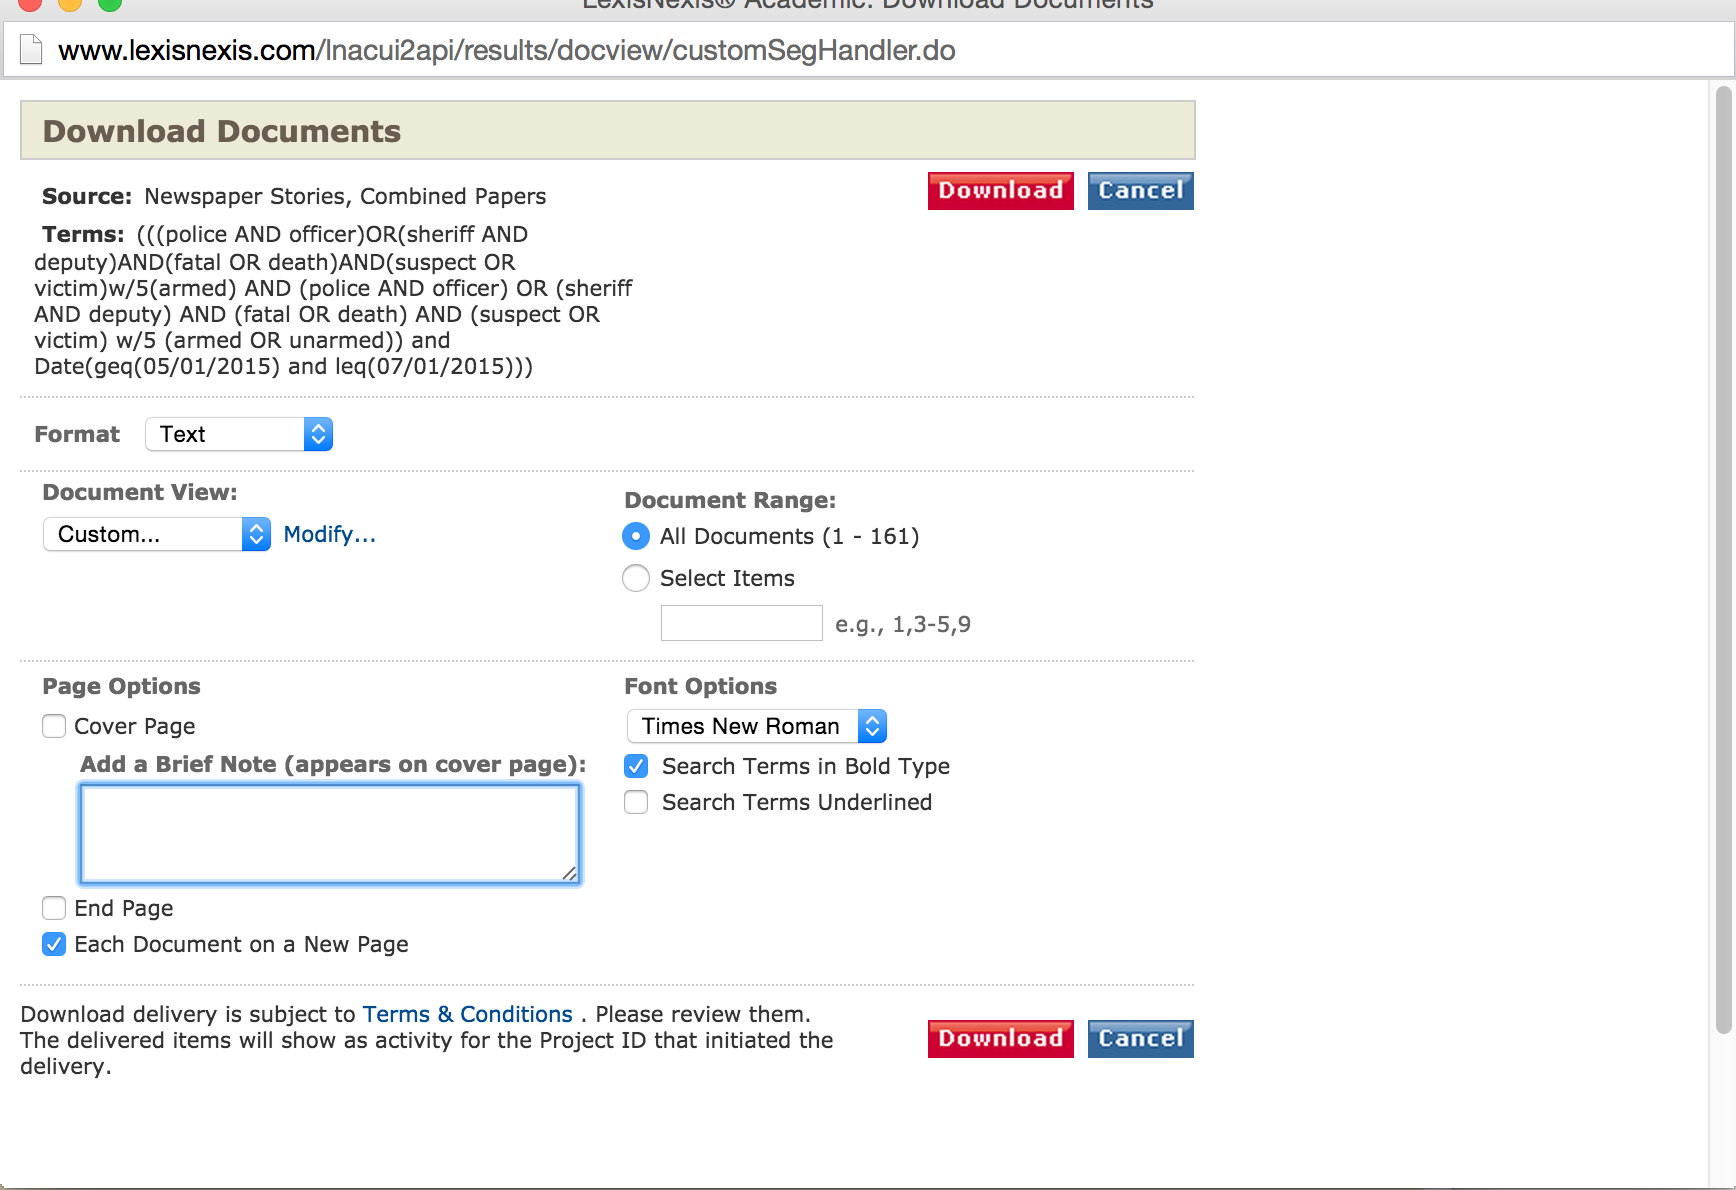 LexisNexis® Academic: Download Documents
www.lexisnexis.com/lnacui2api/results/docview/customSegHandler.do
Download Documents
Source: Newspaper Stories, Combined Papers
Download Cancel
Terms: (((police AND officer)OR(sheriff AND
deputy)AND(fatal OR death)AND(suspect OR
victim)w/5(armed) AND (police AND officer) OR (sheriff
AND deputy) AND (fatal OR death) AND (suspect OR
victim) w/5 (armed OR unarmed)) and
Date(geq(05/01/2015) and leq(07/01/2015)))
Format Text
Document View:
Custom... Modify...
Document Range:
All Documents (1 - 161)
Select Items
e.g., 1,3-5,9
Page Options
Cover Page
Add a Brief Note (appears on cover page):
End Page
Each Document on a New Page
Font Options
Times New Roman
Search Terms in Bold Type
Search Terms Underlined
Download delivery is subject to Terms & Conditions . Please review them.
The delivered items will show as activity for the Project ID that initiated the
delivery.
Download Cancel